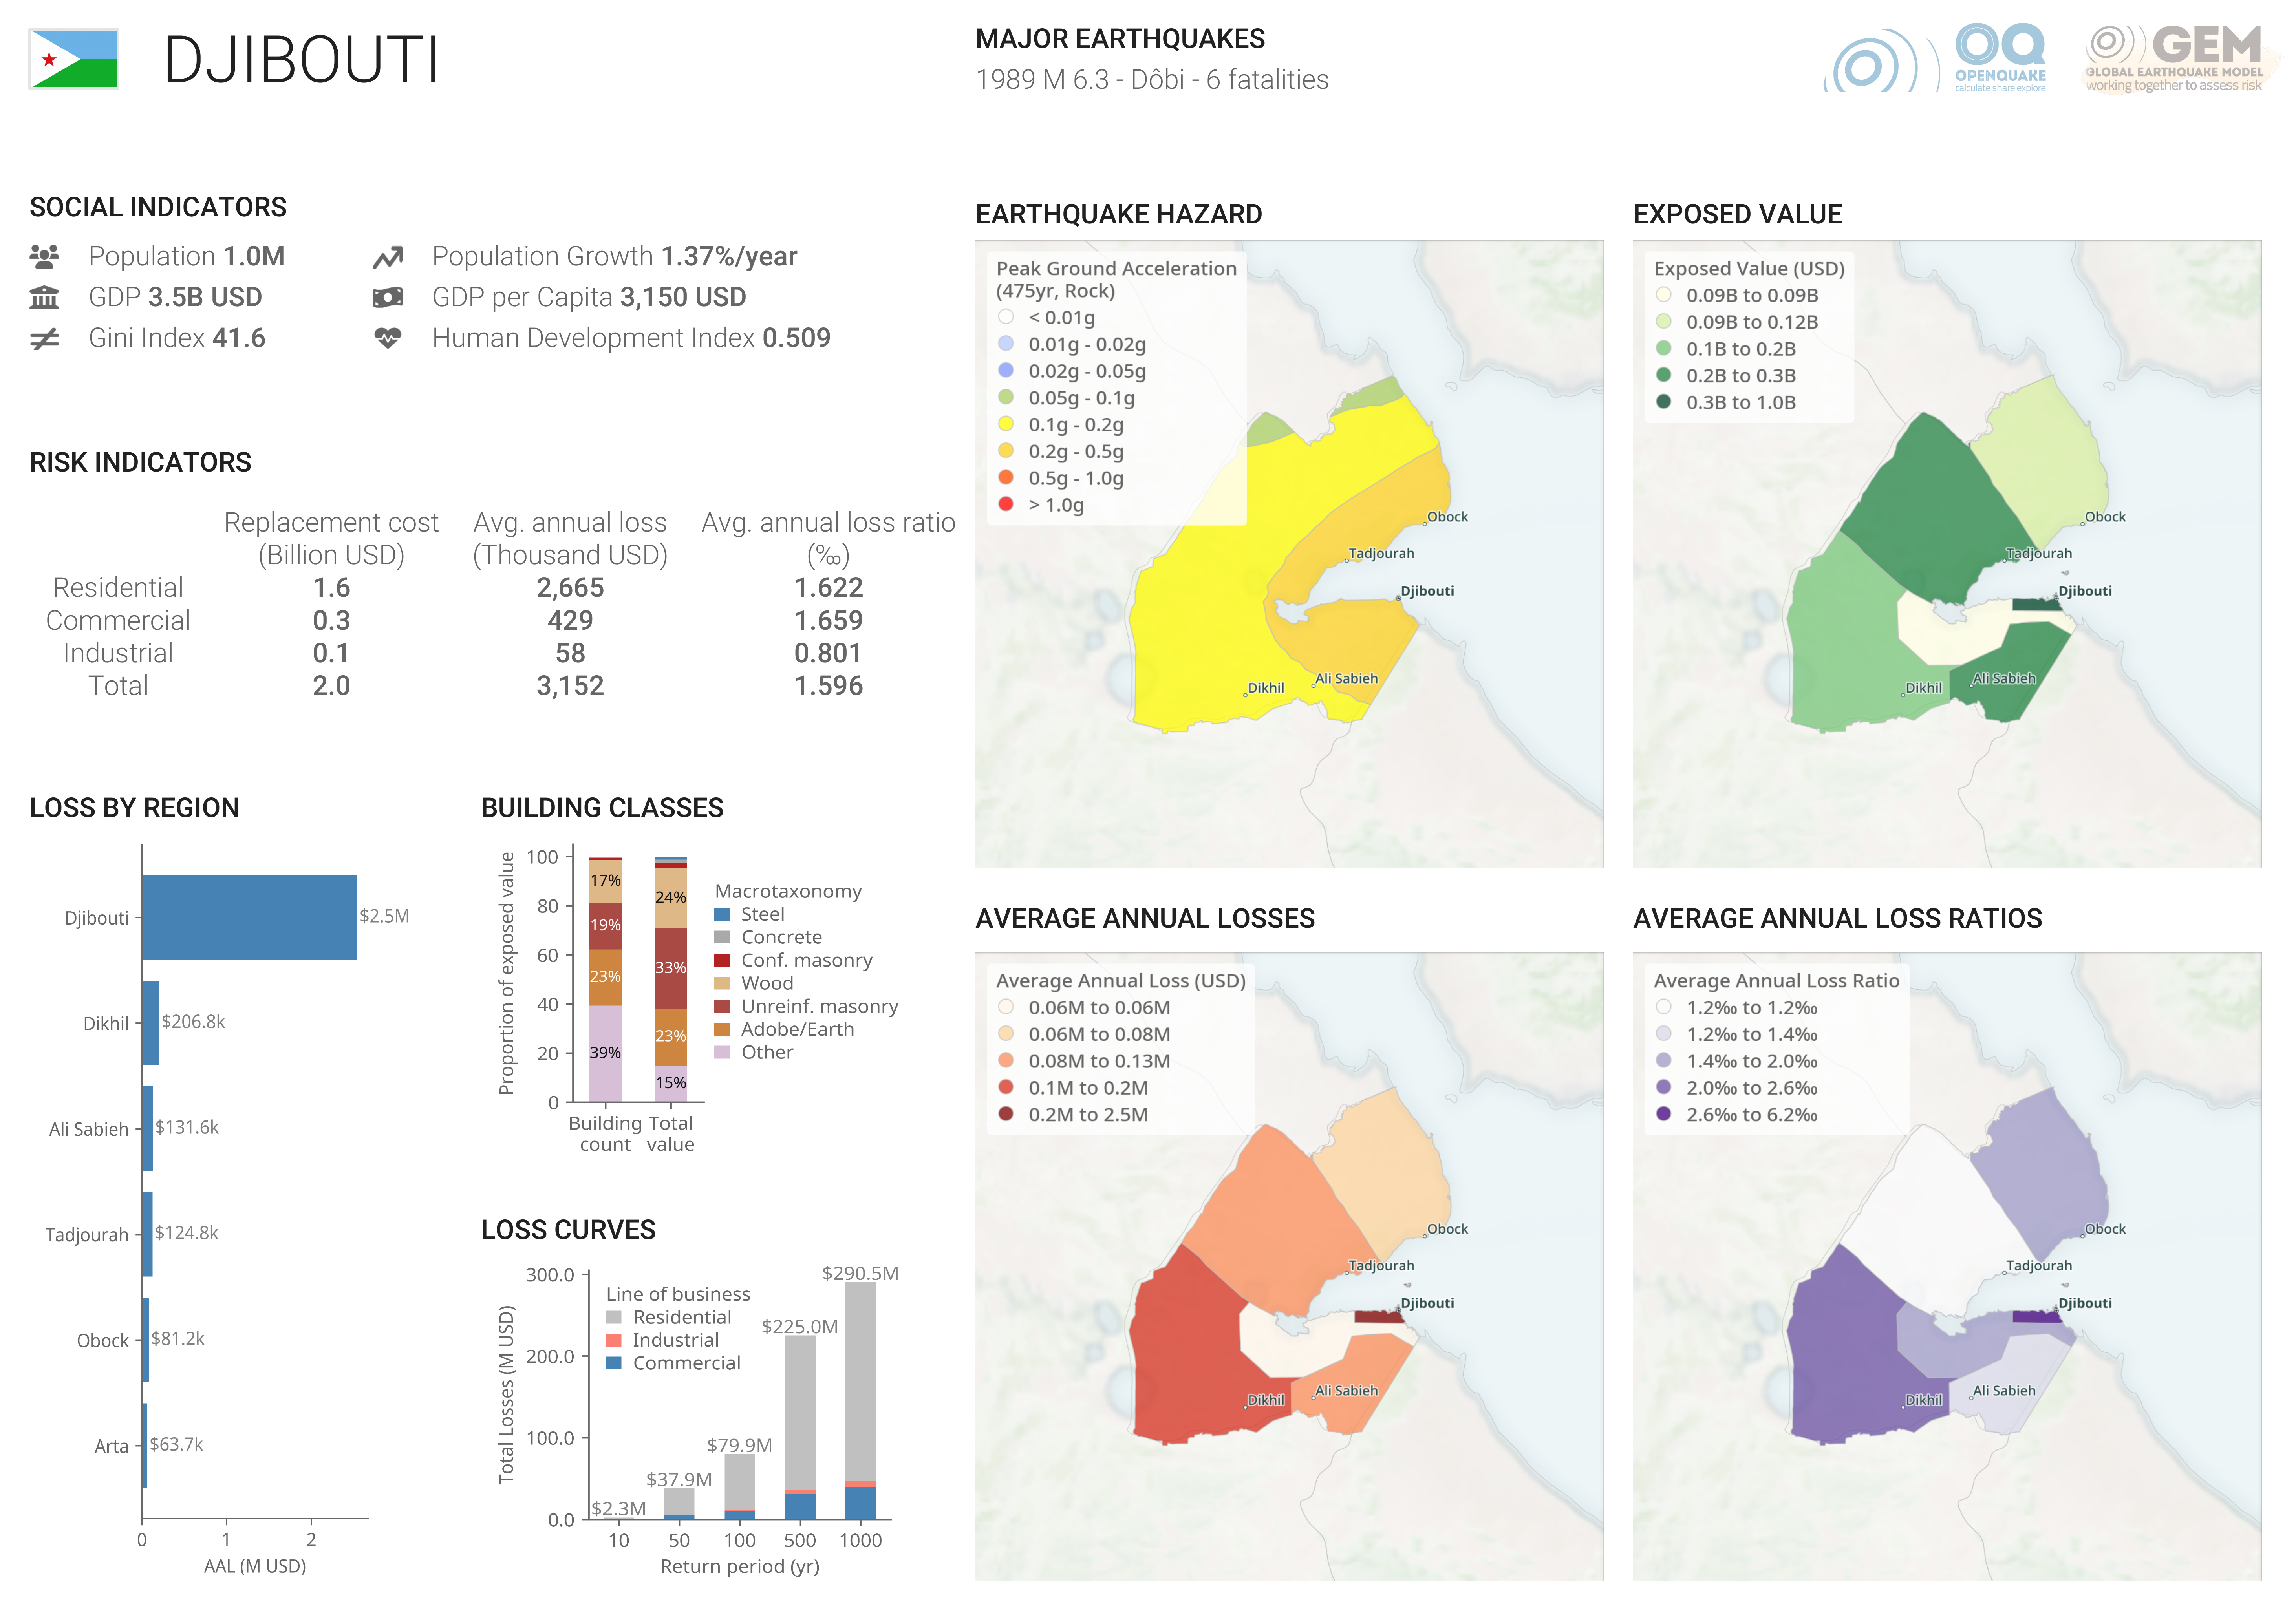 DJIBOUTI
MAJOR EARTHQUAKES
1989 M 6.3 - Dôbi - 6 fatalities
OQ
OPENQUAKE
calculate share explore
GEM
GLOBAL EARTHQUAKE MODEL
working together to assess risk
SOCIAL INDICATORS
Population 1.0M
Population Growth 1.37%/year
GDP 3.5B USD
GDP per Capita 3,150 USD
Gini Index 41.6
Human Development Index 0.509
RISK INDICATORS
Replacement cost Avg. annual loss Avg. annual loss ratio
(Billion USD) (Thousand USD) (‰)
Residential 1.6 2,665 1.622
Commercial 0.3 429 1.659
Industrial 0.1 58 0.801
Total 2.0 3,152 1.596
LOSS BY REGION
Djibouti $2.5M
Dikhil $206.8k
Ali Sabieh $131.6k
Tadjourah $124.8k
Obock $81.2k
Arta $63.7k
0 1 2
AAL (M USD)
BUILDING CLASSES
Proportion of exposed value
100
80
60
40
20
0
17%
19%
23%
39%
24%
33%
23%
15%
Building Total
count value
Macrotaxonomy
Steel
Concrete
Conf. masonry
Wood
Unreinf. masonry
Adobe/Earth
Other
LOSS CURVES
Total Losses (M USD)
300.0
200.0
100.0
0.0
Line of business
Residential
Industrial
Commercial
$2.3M
$37.9M
$79.9M
$225.0M
$290.5M
10 50 100 500 1000
Return period (yr)
EARTHQUAKE HAZARD
Peak Ground Acceleration
(475yr, Rock)
< 0.01g
0.01g - 0.02g
0.02g - 0.05g
0.05g - 0.1g
0.1g - 0.2g
0.2g - 0.5g
0.5g - 1.0g
> 1.0g
Obock
Tadjourah
Djibouti
Ali Sabieh
Dikhil
EXPOSED VALUE
Exposed Value (USD)
0.09B to 0.09B
0.09B to 0.12B
0.1B to 0.2B
0.2B to 0.3B
0.3B to 1.0B
Obock
Tadjourah
Djibouti
Ali Sabieh
Dikhil
AVERAGE ANNUAL LOSSES
Average Annual Loss (USD)
0.06M to 0.06M
0.06M to 0.08M
0.08M to 0.13M
0.1M to 0.2M
0.2M to 2.5M
Obock
Tadjourah
Djibouti
Ali Sabieh
Dikhil
AVERAGE ANNUAL LOSS RATIOS
Average Annual Loss Ratio
1.2‰ to 1.2‰
1.2‰ to 1.4‰
1.4‰ to 2.0‰
2.0‰ to 2.6‰
2.6‰ to 6.2‰
Obock
Tadjourah
Djibouti
Ali Sabieh
Dikhil